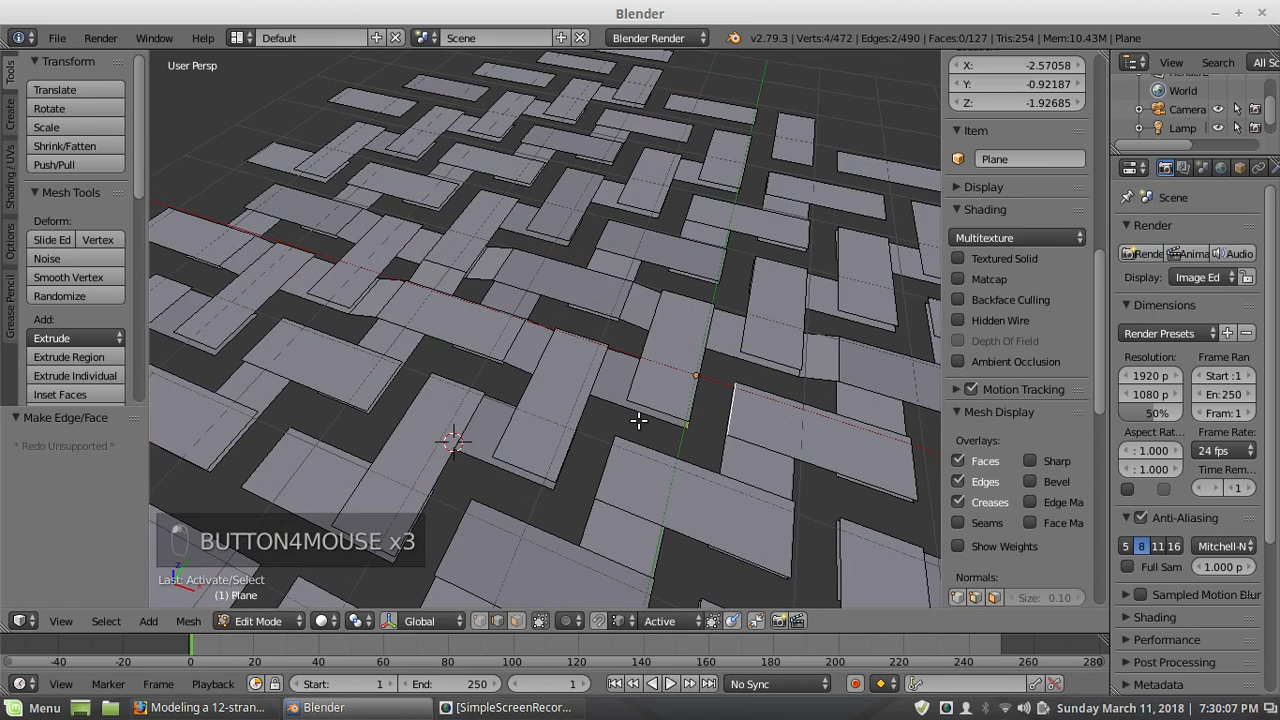 Blender
File Render Window Help Default Scene Blender Render v2.79.3 | Verts:4/472 | Edges:2/490 | Faces:0/127 | Tris:254 | Mem:10.43M | Plane
Tools
Create
Shading / UVs
Options
Grease Pencil
Transform
Translate
Rotate
Scale
Shrink/Fatten
Push/Pull
Mesh Tools
Deform:
Slide Ed Vertex
Noise
Smooth Vertex
Randomize
Add:
Extrude
Extrude Region
Extrude Individual
Inset Faces
Make Edge/Face
* Redo Unsupported *
User Persp
BUTTON4MOUSE x3
Last: Activate/Select
(1) Plane
X: -2.57058
Y: -0.92187
Z: -1.92685
Item
Plane
Display
Shading
Multitexture
Textured Solid
Matcap
Backface Culling
Hidden Wire
Depth Of Field
Ambient Occlusion
Motion Tracking
Mesh Display
Overlays:
Faces Sharp
Edges Bevel
Creases Edge Ma
Seams Face Ma
Show Weights
Normals:
Size: 0.10
View Search All Sc
World
Camera
Lamp
Scene
Render
Rende Anima Audio
Display: Image Ed
Dimensions
Render Presets
Resolution: Frame Ran
1920 p Start :1
1080 p En: 250
50% Fram: 1
Aspect Rat.. Frame Rate:
: 1.000 24 fps
: 1.000 Time Rem..
1
Anti-Aliasing
5 8 11 16 Mitchell-N
Full Sam 1.000 p
Sampled Motion Blur
Shading
Performance
Post Processing
Metadata
View Select Add Mesh Edit Mode Global Active
-40 -20 0 20 40 60 80 100 120 140 160 180 200 220 240 260 280
View Marker Frame Playback Start: 1 End: 250 1 No Sync
Menu Modeling a 12-stran... Blender [SimpleScreenRecor... Sunday March 11, 2018 7:30:07 PM